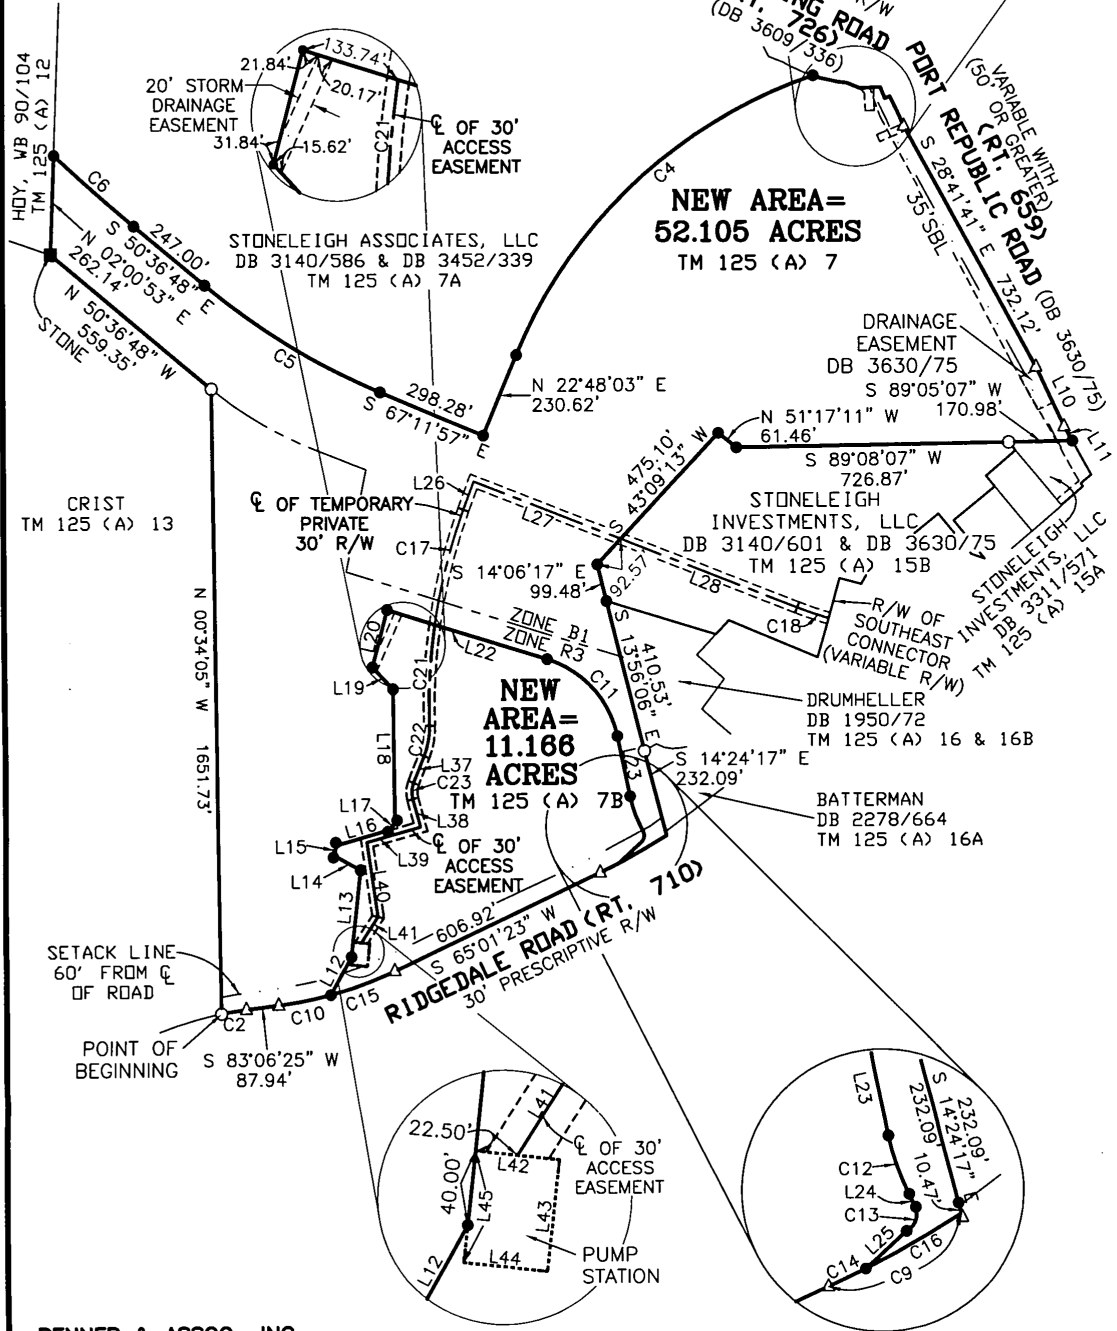 R/W
ING ROAD
T. 726)
(DB 3609/336)
PORT REPUBLIC ROAD (DB 3630/75)
(RT. 659)
VARIABLE WITH
(50' OR GREATER)
HOY, WB 90/104
TM 125 (A) 12
133.74'
21.84'
20.17'
20' STORM
DRAINAGE
EASEMENT
31.84'
15.62'
C21
℄ OF 30'
ACCESS
EASEMENT
C6
C4
S 50°36'48" E
247.00'
N 02°00'53" E
262.14'
STONE
N 50°36'48" W
559.35'
STONELEIGH ASSOCIATES, LLC
DB 3140/586 & DB 3452/339
TM 125 (A) 7A
NEW AREA=
52.105 ACRES
TM 125 (A) 7
35'SBL
S 28°41'41" E 732.12'
DRAINAGE
EASEMENT
DB 3630/75
S 89°05'07" W
170.98'
L10
L11
C5
298.28'
S 67°11'57" E
N 22°48'03" E
230.62'
N 51°17'11" W
61.46'
475.10'
S 43°09'13" W
S 89°08'07" W
726.87'
CRIST
TM 125 (A) 13
L26
℄ OF TEMPORARY
PRIVATE
30' R/W
L27
C17
STONELEIGH
INVESTMENTS, LLC
DB 3140/601 & DB 3630/75
TM 125 (A) 15B
STONELEIGH
INVESTMENTS, LLC
DB 3311/571
TM 125 (A) 15A
S 14°06'17" E
99.48'
92.57
L28
C18
R/W OF
SOUTHEAST
CONNECTOR
(VARIABLE R/W)
N 00°34'05" W 1651.73'
ZONE B1
ZONE R3
L20
L22
L19
C21
C11
410.53'
S 13°56'06" E
NEW
AREA=
11.166
ACRES
TM 125 (A) 7B
DRUMHELLER
DB 1950/72
TM 125 (A) 16 & 16B
L18
C22
L37
C23
L23
S 14°24'17" E
232.09'
BATTERMAN
DB 2278/664
TM 125 (A) 16A
L17
L16
L15
L38
L39
L14
℄ OF 30'
ACCESS
EASEMENT
L40
L13
L41
606.92'
S 65°01'23" W
RIDGEDALE ROAD (RT. 710)
30' PRESCRIPTIVE R/W
SETACK LINE
60' FROM ℄
OF ROAD
L12
C2
C10
C15
POINT OF
BEGINNING
S 83°06'25" W
87.94'
22.50'
L41
℄ OF 30'
ACCESS
EASEMENT
L42
40.00'
L45
L43
L44
L12
PUMP
STATION
L23
232.09'
S 14°24'17" E
232.09'
10.47'
C12
L24
C13
L25
C16
C14
C9